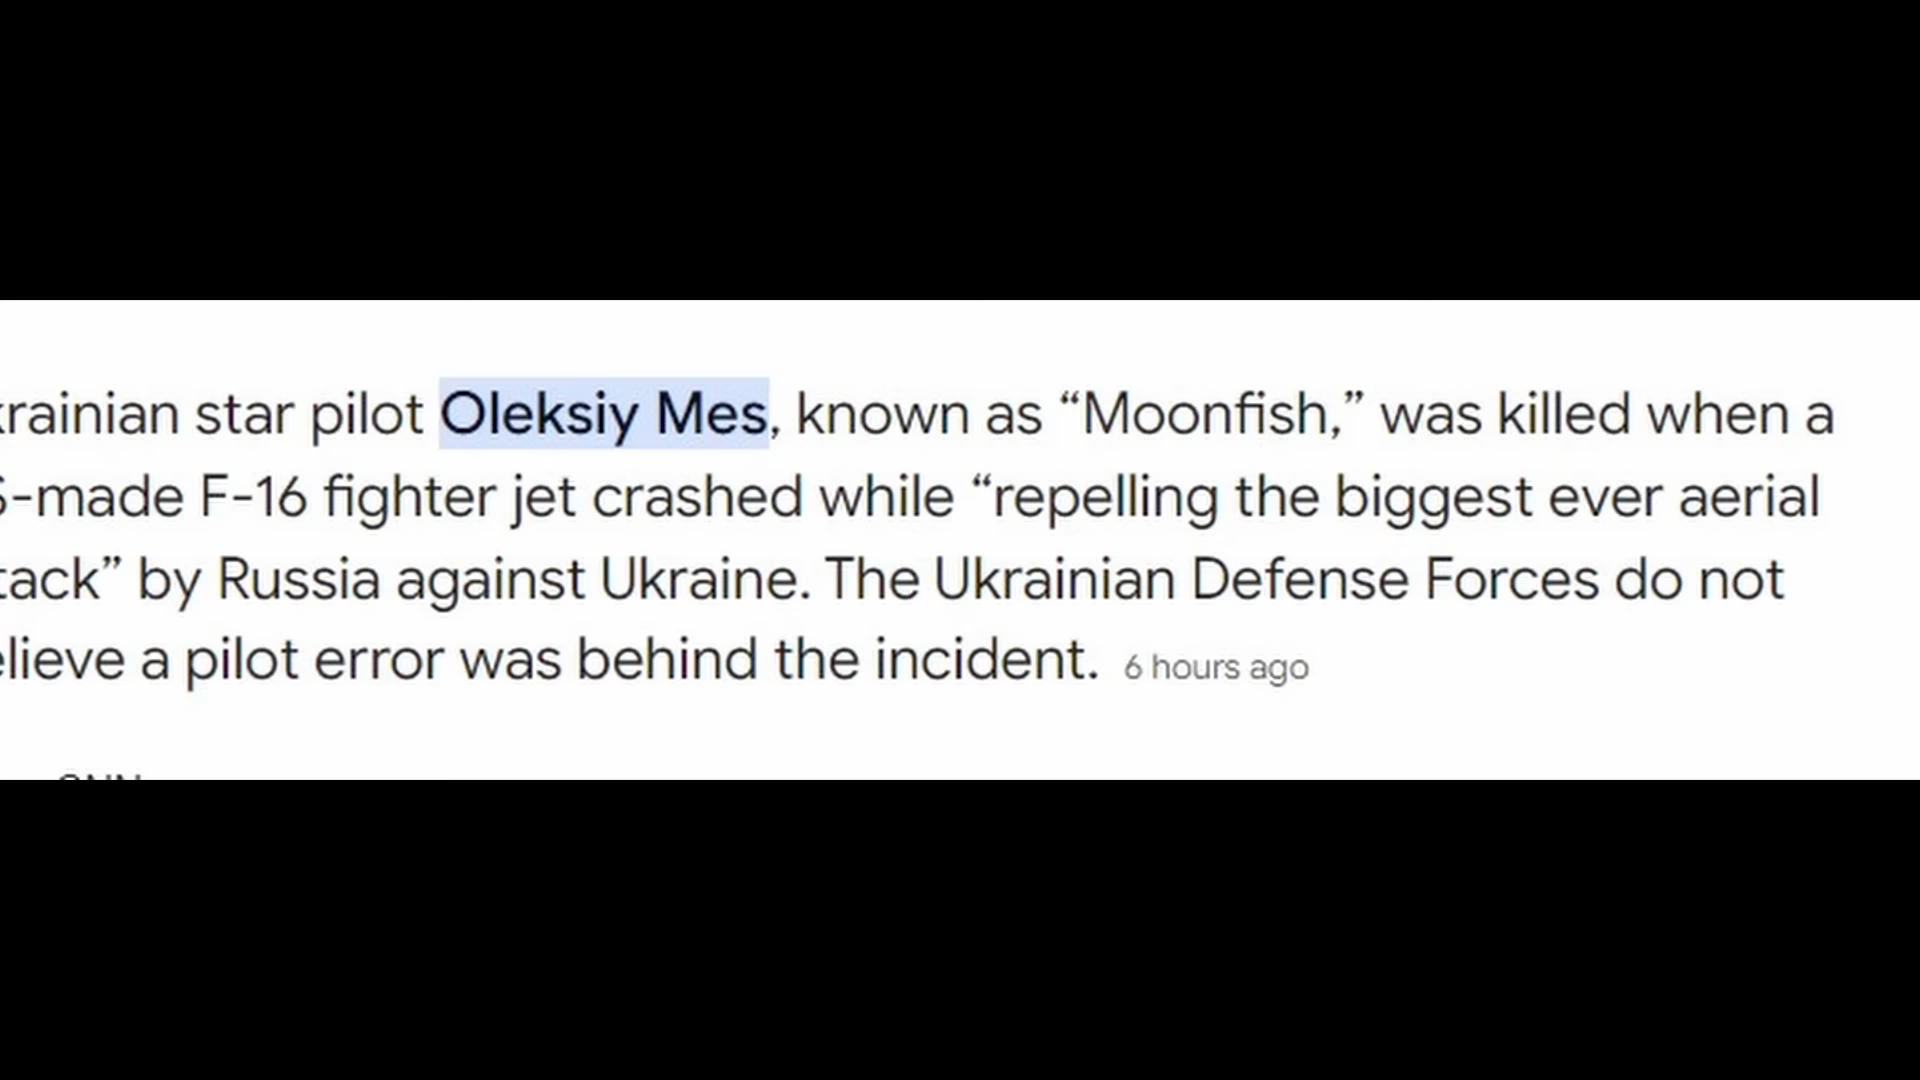 krainian star pilot Oleksiy Mes, known as “Moonfish,” was killed when a
S-made F-16 fighter jet crashed while “repelling the biggest ever aerial
tack” by Russia against Ukraine. The Ukrainian Defense Forces do not
elieve a pilot error was behind the incident. 6 hours ago